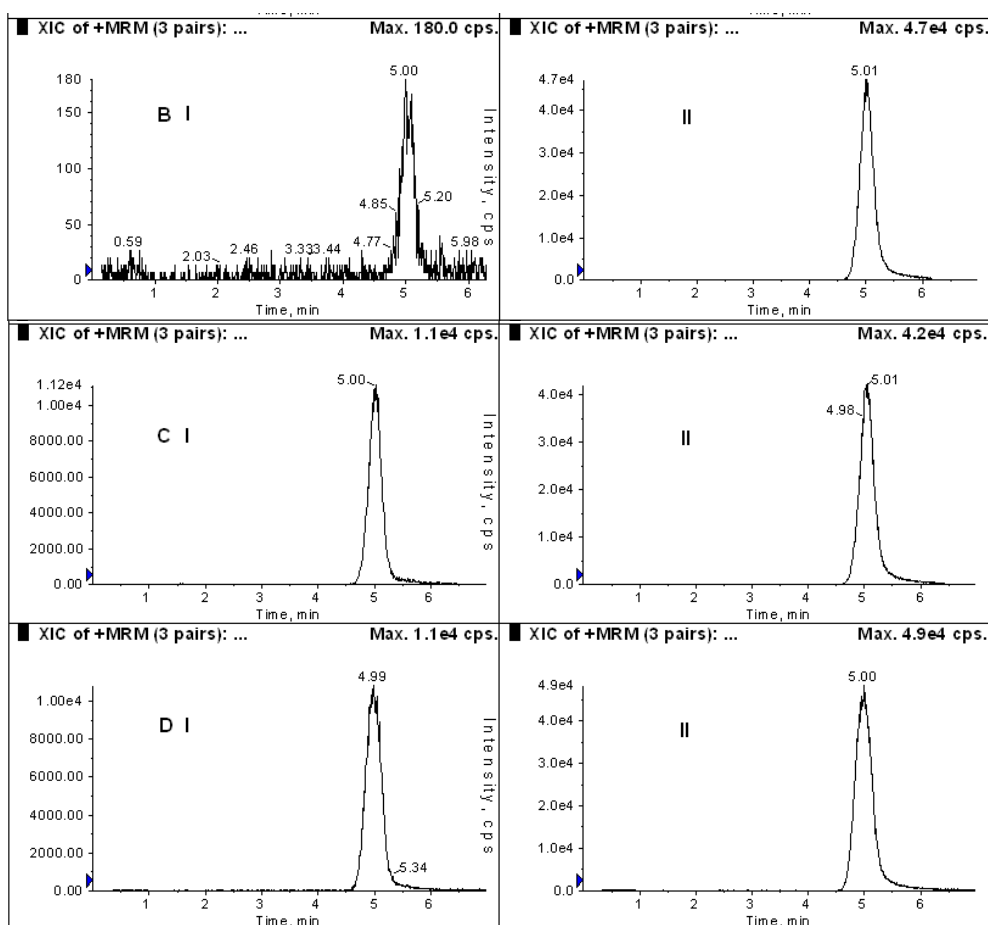 XIC of +MRM (3 pairs): ... Max. 180.0 cps.
5.00
180
150
100
50
0
B I
0.59
2.03
2.46
3.33
3.44
4.77
4.85
5.20
5.98
1 2 3 4 5 6
Time, min
XIC of +MRM (3 pairs): ... Max. 4.7e4 cps.
5.01
Intensity, cps
4.7e4
4.0e4
3.0e4
2.0e4
1.0e4
0.0
II
1 2 3 4 5 6
Time, min
XIC of +MRM (3 pairs): ... Max. 1.1e4 cps.
5.00
1.12e4
1.00e4
8000.00
6000.00
4000.00
2000.00
0.00
C I
1 2 3 4 5 6
Time, min
XIC of +MRM (3 pairs): ... Max. 4.2e4 cps.
5.01
4.98
Intensity, cps
4.0e4
3.0e4
2.0e4
1.0e4
0.0
II
1 2 3 4 5 6
Time, min
XIC of +MRM (3 pairs): ... Max. 1.1e4 cps.
4.99
1.00e4
8000.00
6000.00
4000.00
2000.00
0.00
D I
5.34
1 2 3 4 5 6
Time, min
XIC of +MRM (3 pairs): ... Max. 4.9e4 cps.
5.00
Intensity, cps
4.9e4
4.0e4
3.0e4
2.0e4
1.0e4
0.0
II
1 2 3 4 5 6
Time, min